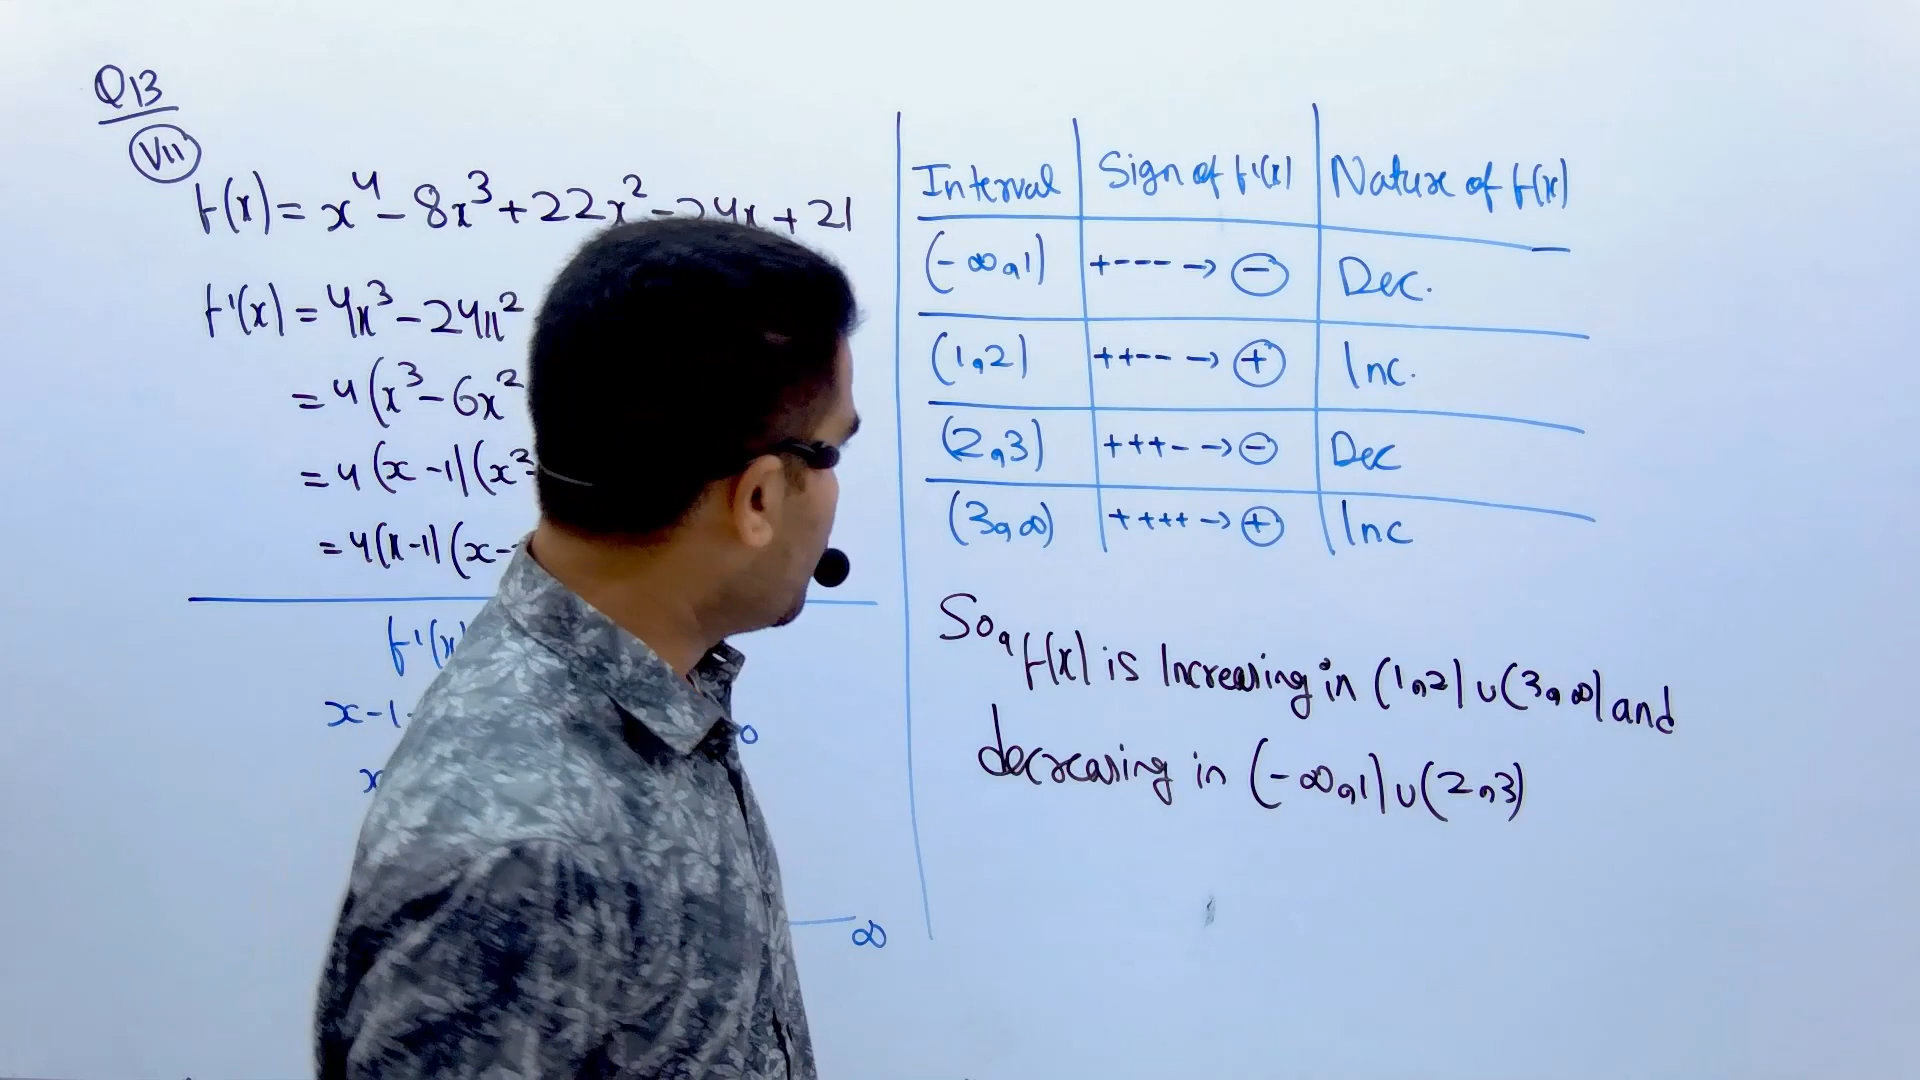 Q13
VII
f(x) = x⁴ - 8x³ + 22x² - 24x + 21
f'(x) = 4x³ - 24x²
= 4(x³ - 6x²
= 4(x-1)(x²
= 4(x-1)(x-
f'(x)
x-1
0
x
∞
Interval | Sign of f'(x) | Nature of f(x)
(-∞,1) | +--- → ⊖ | Dec.
(1,2) | ++-- → ⊕ | Inc.
(2,3) | +++- → ⊖ | Dec
(3,∞) | ++++ → ⊕ | Inc
So, f(x) is Increasing in (1,2) ∪ (3,∞) and
decreasing in (-∞,1) ∪ (2,3)